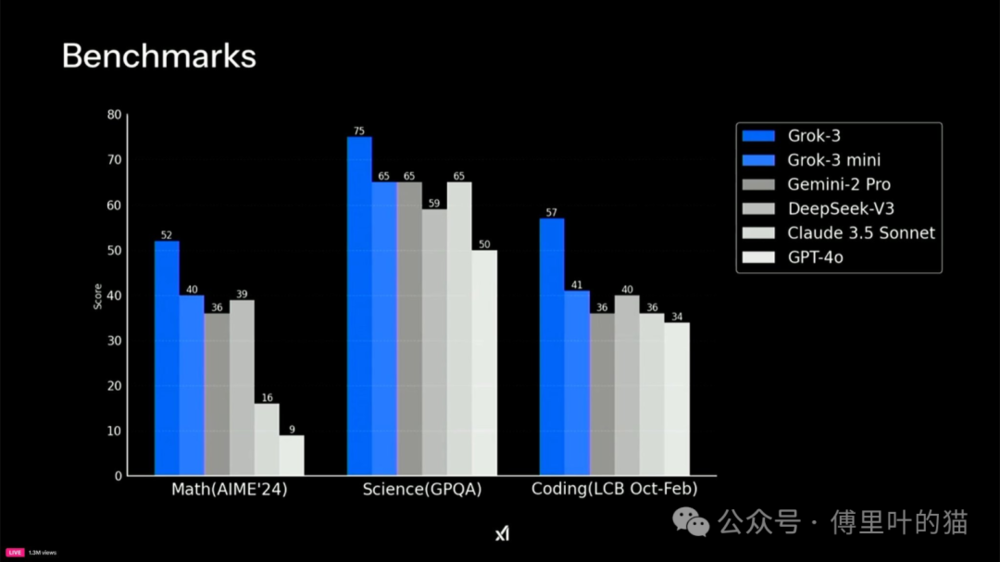 Benchmarks
80
70
60
50
40
30
20
10
0
Score
52
40
36
39
16
9
75
65
65
59
65
50
57
41
36
40
36
34
Math(AIME'24)
Science(GPQA)
Coding(LCB Oct-Feb)
Grok-3
Grok-3 mini
Gemini-2 Pro
DeepSeek-V3
Claude 3.5 Sonnet
GPT-4o
xI
公众号 · 傅里叶的猫
LIVE 1.3M views